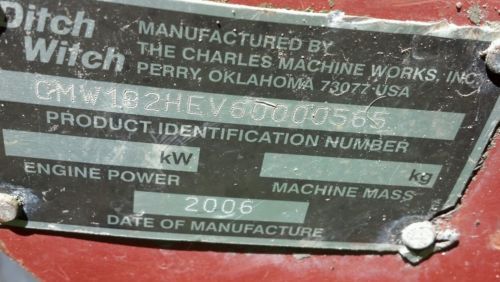 Ditch
Witch
MANUFACTURED BY
THE CHARLES MACHINE WORKS, INC.
PERRY, OKLAHOMA 73077-USA
CMW182HEV60000565
PRODUCT IDENTIFICATION NUMBER
kW
kg
ENGINE POWER
MACHINE MASS
2006
DATE OF MANUFACTURE